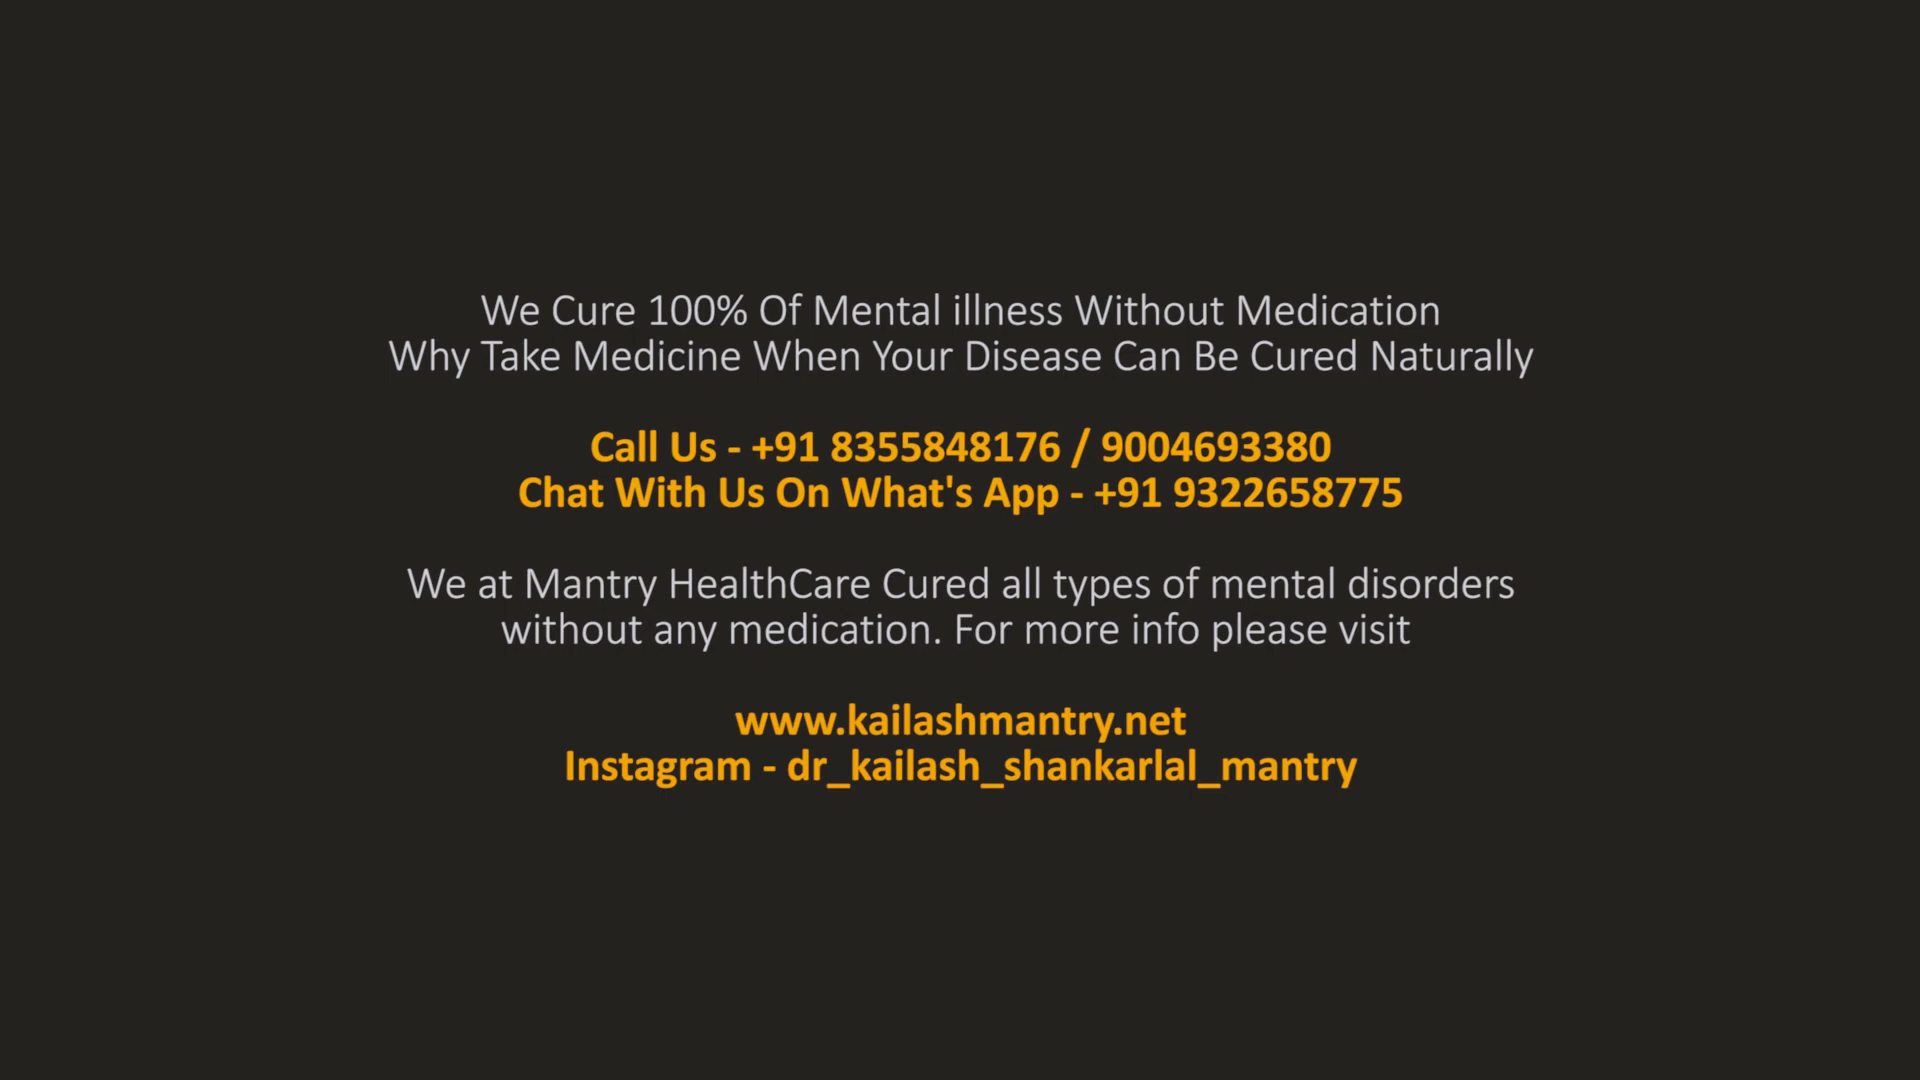 We Cure 100% Of Mental illness Without Medication
Why Take Medicine When Your Disease Can Be Cured Naturally
Call Us - +91 8355848176 / 9004693380
Chat With Us On What's App - +91 9322658775
We at Mantry HealthCare Cured all types of mental disorders
without any medication. For more info please visit
www.kailashmantry.net
Instagram - dr_kailash_shankarlal_mantry